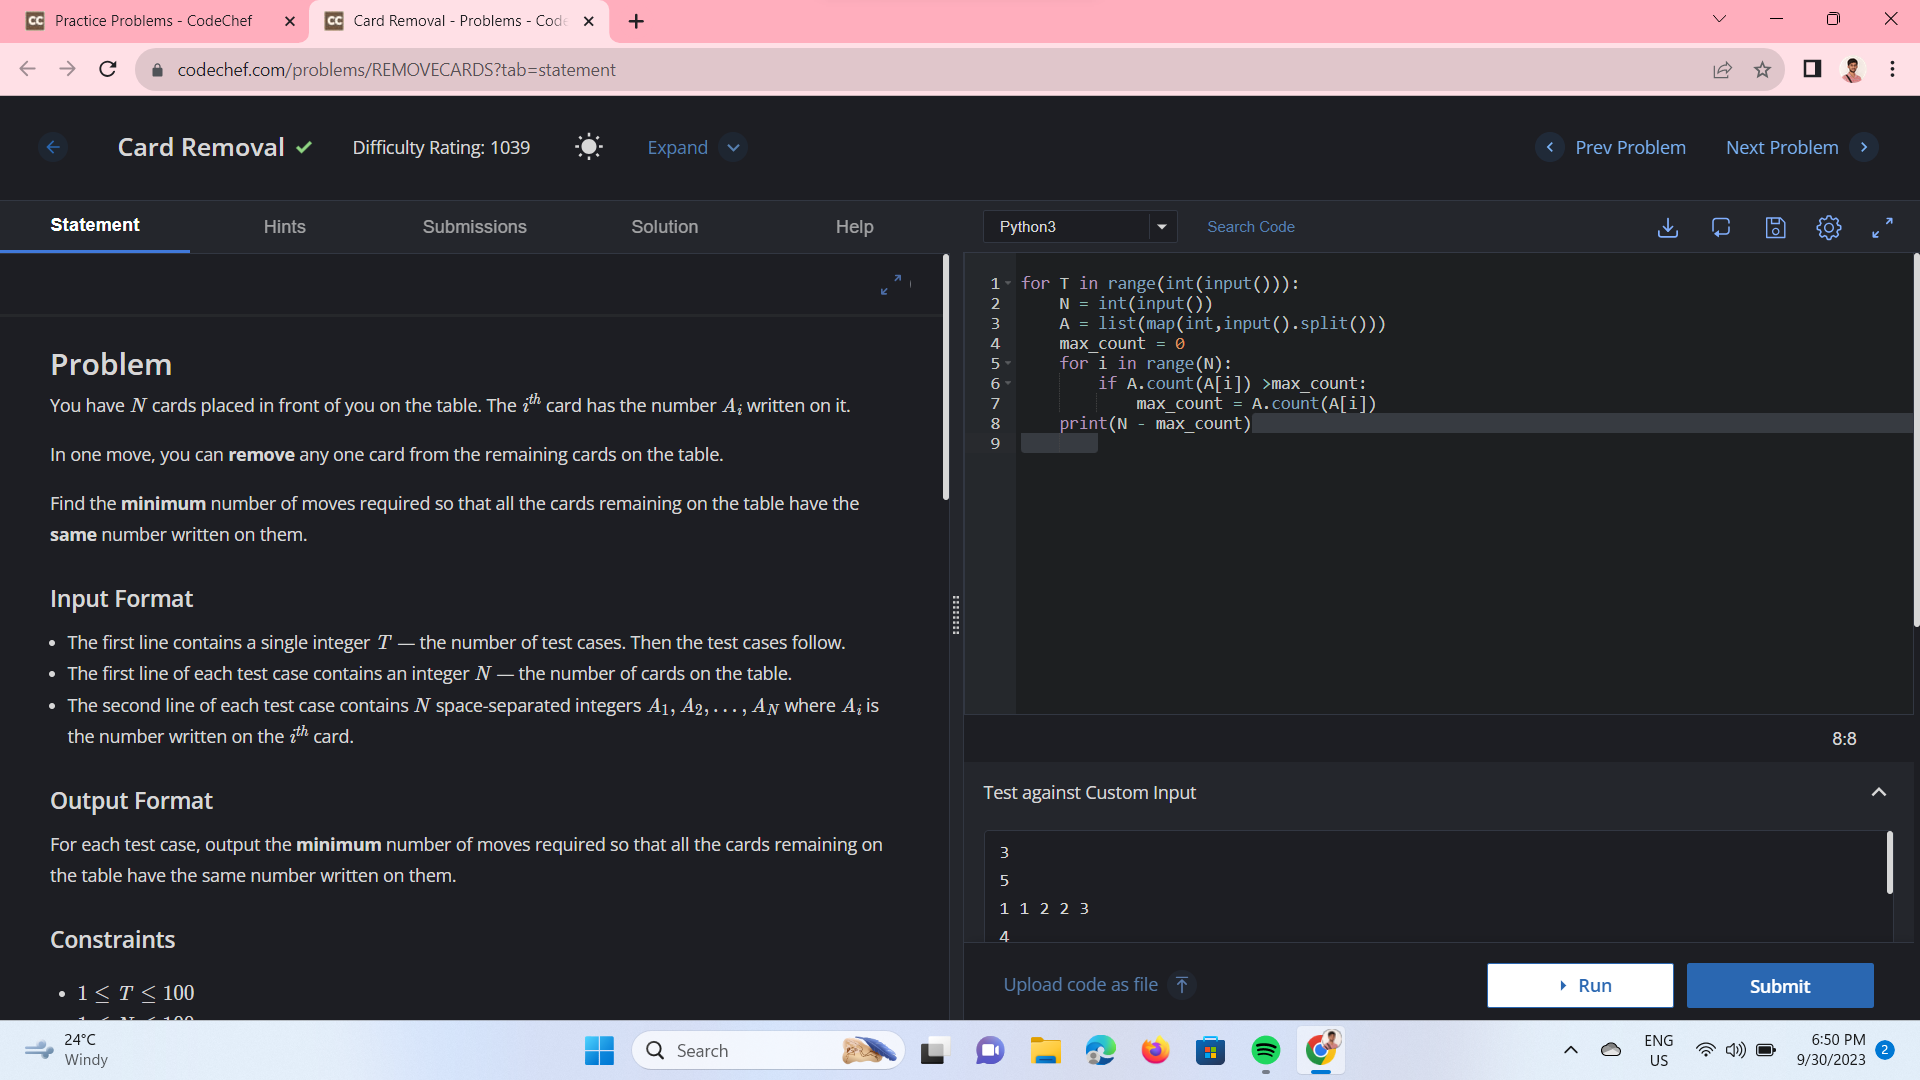 Practice Problems - CodeChef
Card Removal - Problems - Code
codechef.com/problems/REMOVECARDS?tab=statement
Card Removal
Difficulty Rating: 1039
Expand
Prev Problem
Next Problem
Statement
Hints
Submissions
Solution
Help
Problem
You have N cards placed in front of you on the table. The i^th card has the number A_i written on it.
In one move, you can remove any one card from the remaining cards on the table.
Find the minimum number of moves required so that all the cards remaining on the table have the
same number written on them.
Input Format
• The first line contains a single integer T — the number of test cases. Then the test cases follow.
• The first line of each test case contains an integer N — the number of cards on the table.
• The second line of each test case contains N space-separated integers A_1, A_2, . . . , A_N where A_i is
the number written on the i^th card.
Output Format
For each test case, output the minimum number of moves required so that all the cards remaining on
the table have the same number written on them.
Constraints
• 1 ≤ T ≤ 100
Python3
Search Code
1 for T in range(int(input())):
2     N = int(input())
3     A = list(map(int,input().split()))
4     max_count = 0
5     for i in range(N):
6         if A.count(A[i]) >max_count:
7             max_count = A.count(A[i])
8     print(N - max_count)
9
8:8
Test against Custom Input
3
5
1 1 2 2 3
4
Upload code as file
Run
Submit
24°C
Windy
Search
ENG
US
6:50 PM
9/30/2023
2